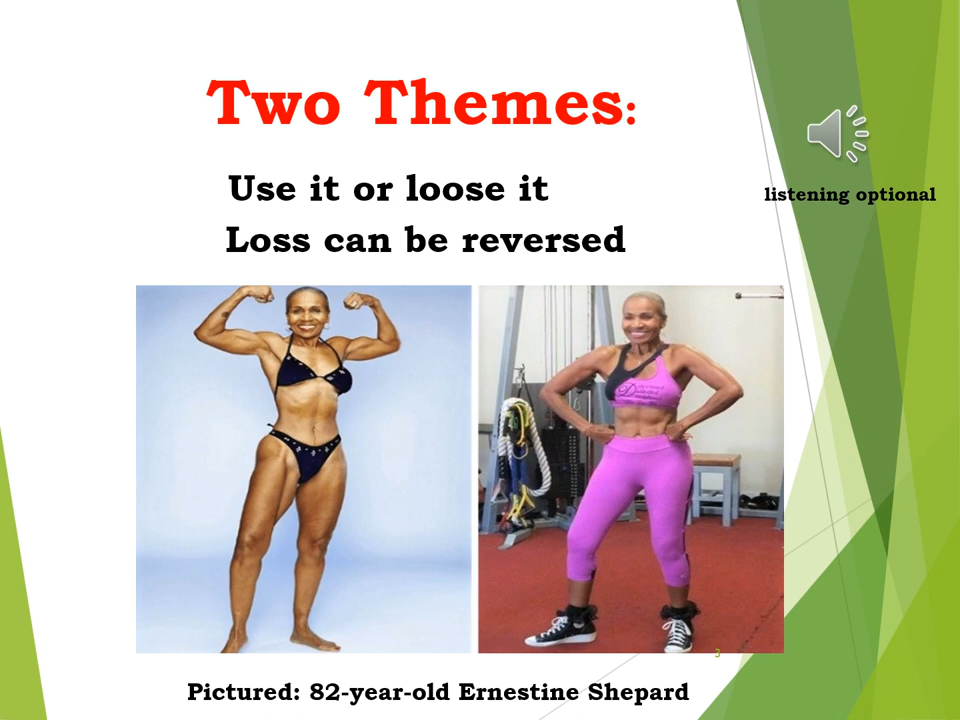 Two Themes:
Use it or loose it
listening optional
Loss can be reversed
3
Pictured: 82-year-old Ernestine Shepard